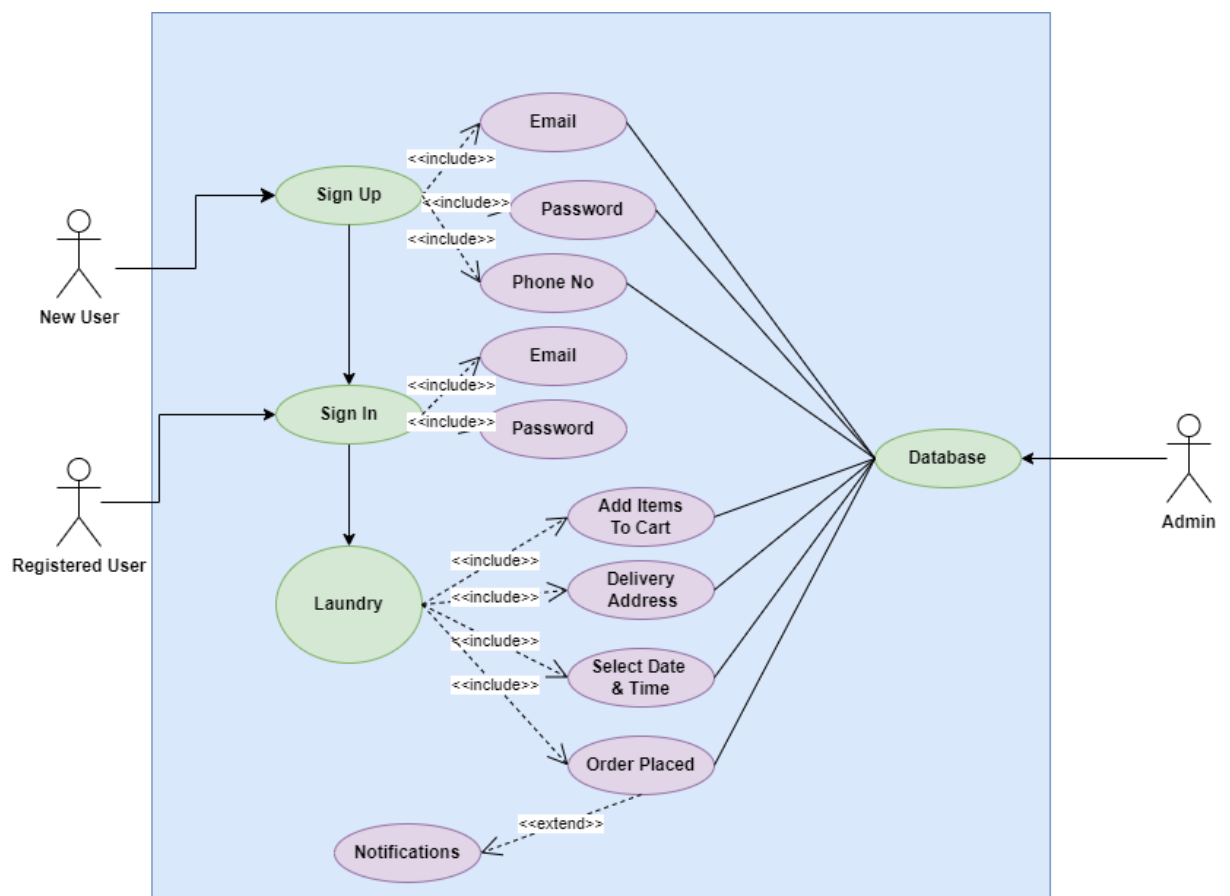 Email
<<include>>
Sign Up
<<include>>
Password
<<include>>
Phone No
New User
Email
<<include>>
Sign In
<<include>>
Password
Database
Add Items
To Cart
Admin
Registered User
<<include>>
Delivery
Address
<<include>>
Laundry
<<include>>
Select Date
& Time
<<include>>
Order Placed
<<extend>>
Notifications